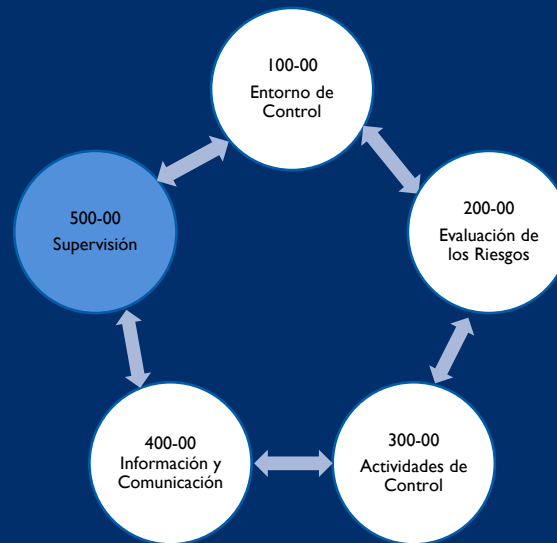 100-00
Entorno de
Control
200-00
Evaluación de
los Riesgos
300-00
Actividades de
Control
400-00
Información y
Comunicación
500-00
Supervisión